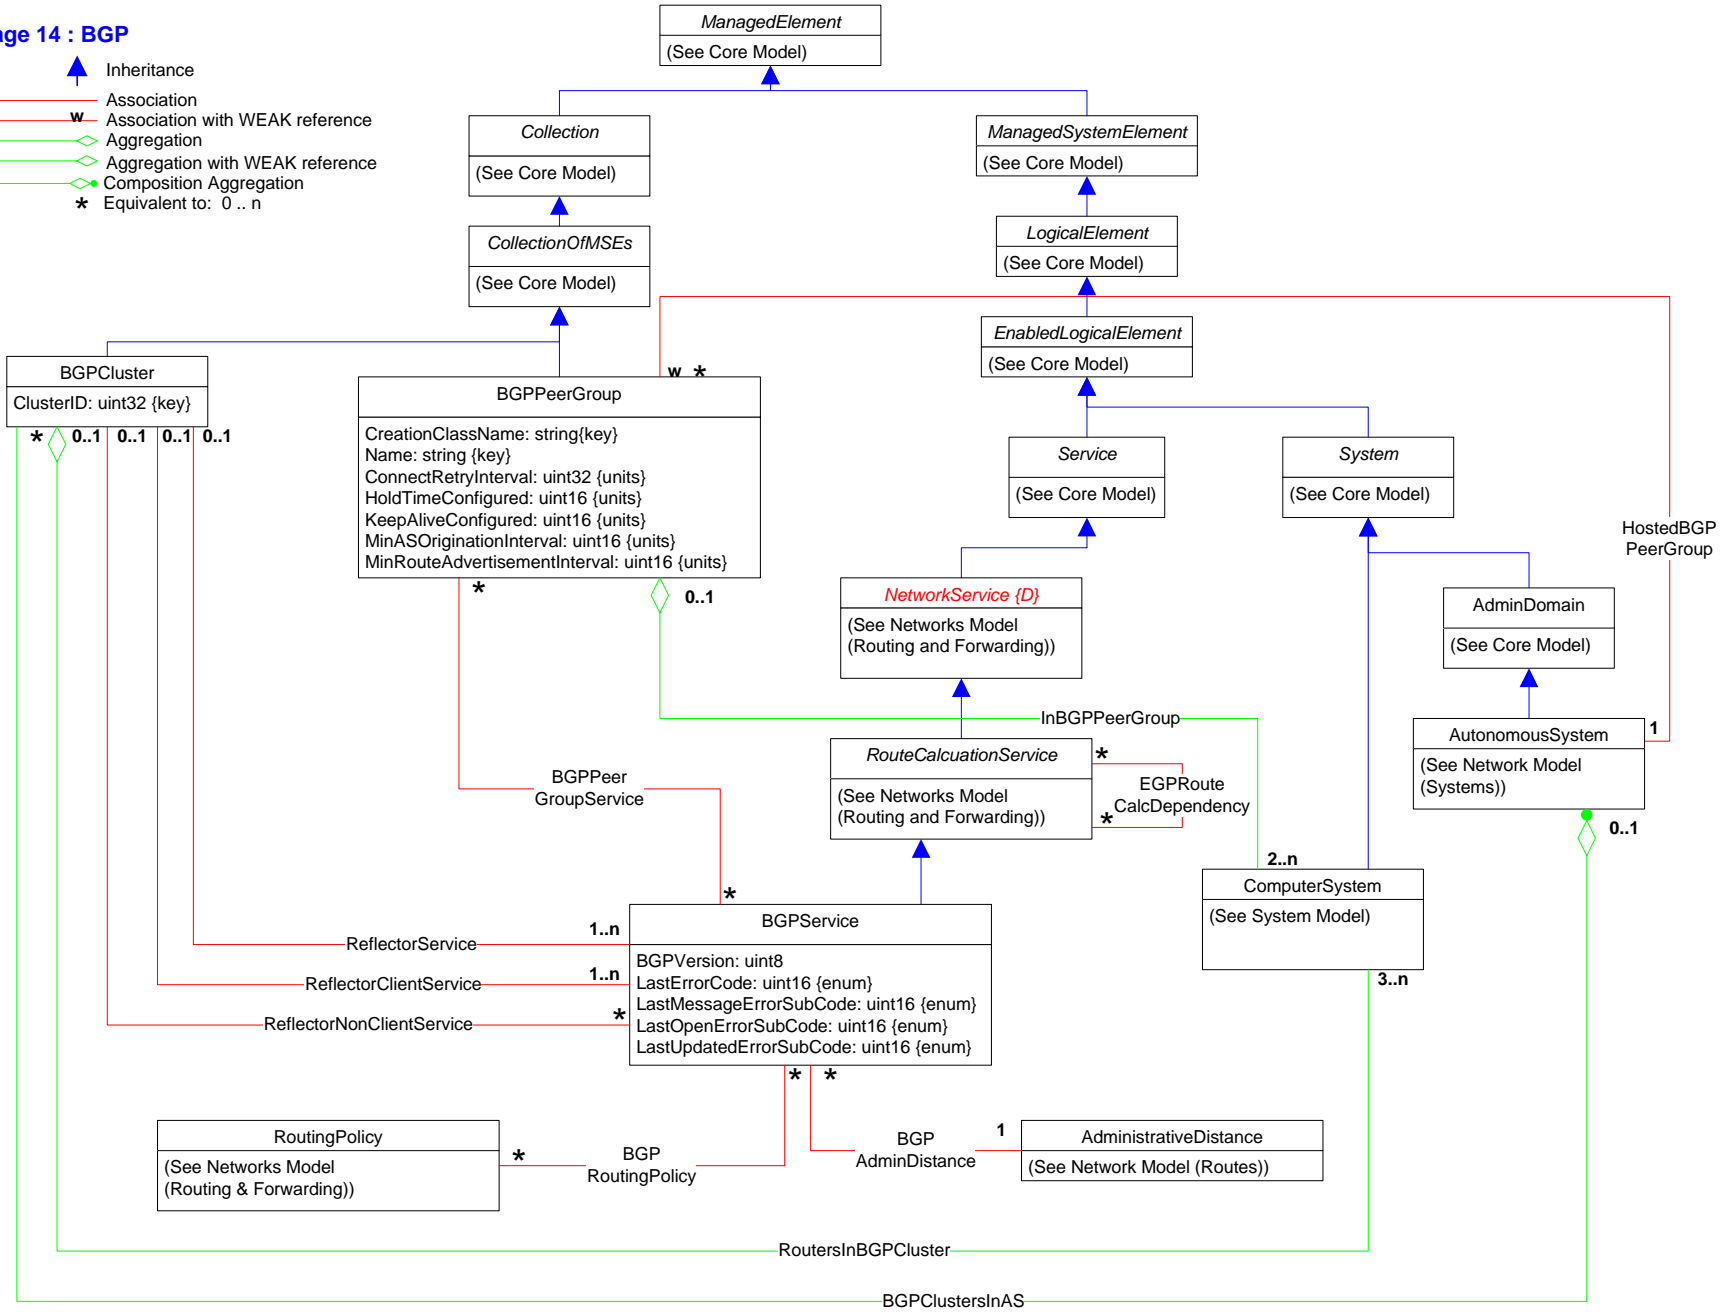 age 14 : BGP
Inheritance
Association
w Association with WEAK reference
Aggregation
Aggregation with WEAK reference
Composition Aggregation
* Equivalent to: 0 .. n
ManagedElement
(See Core Model)
Collection
(See Core Model)
ManagedSystemElement
(See Core Model)
CollectionOfMSEs
(See Core Model)
LogicalElement
(See Core Model)
EnabledLogicalElement
(See Core Model)
BGPCluster
ClusterID: uint32 {key}
* 0..1 0..1 0..1 0..1
w *
BGPPeerGroup
CreationClassName: string{key}
Name: string {key}
ConnectRetryInterval: uint32 {units}
HoldTimeConfigured: uint16 {units}
KeepAliveConfigured: uint16 {units}
MinASOriginationInterval: uint16 {units}
MinRouteAdvertisementInterval: uint16 {units}
* 0..1
Service
(See Core Model)
System
(See Core Model)
HostedBGP
PeerGroup
NetworkService {D}
(See Networks Model
(Routing and Forwarding))
AdminDomain
(See Core Model)
InBGPPeerGroup
AutonomousSystem
(See Network Model
(Systems))
1
0..1
RouteCalcuationService
(See Networks Model
(Routing and Forwarding))
*
EGPRoute
CalcDependency
*
BGPPeer
GroupService
*
2..n
ComputerSystem
(See System Model)
3..n
BGPService
BGPVersion: uint8
LastErrorCode: uint16 {enum}
LastMessageErrorSubCode: uint16 {enum}
LastOpenErrorSubCode: uint16 {enum}
LastUpdatedErrorSubCode: uint16 {enum}
ReflectorService 1..n
ReflectorClientService 1..n
ReflectorNonClientService *
* *
RoutingPolicy
(See Networks Model
(Routing & Forwarding))
*
BGP
RoutingPolicy
BGP
AdminDistance
1
AdministrativeDistance
(See Network Model (Routes))
RoutersInBGPCluster
BGPClustersInAS